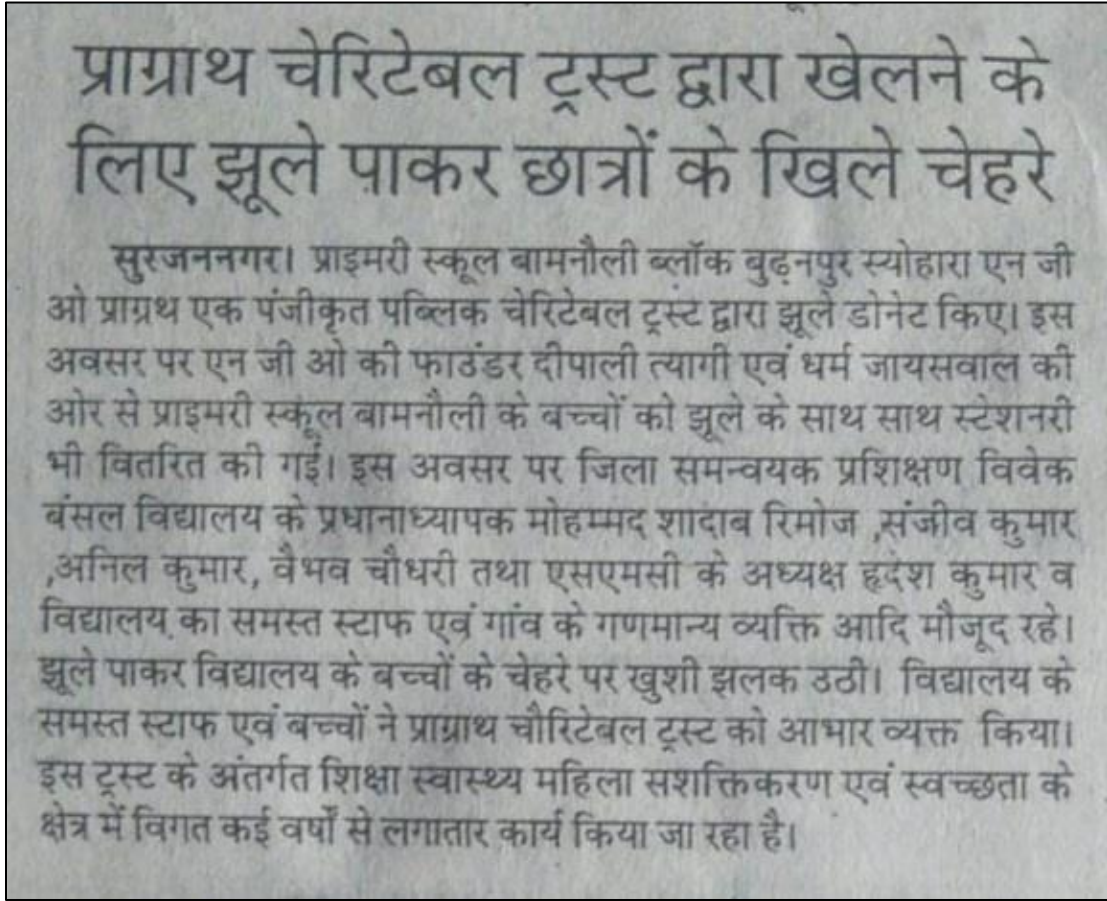 प्राग्राथ चेरिटेबल ट्रस्ट द्वारा खेलने के
लिए झूले पाकर छात्रों के खिले चेहरे
सुरजननगर। प्राइमरी स्कूल बामनौली ब्लॉक बुढ़नपुर स्योहारा एन जी
ओ प्राग्रथ एक पंजीकृत पब्लिक चेरिटेबल ट्रस्ट द्वारा झूले डोनेट किए। इस
अवसर पर एन जी ओ की फाउंडर दीपाली त्यागी एवं धर्म जायसवाल की
ओर से प्राइमरी स्कूल बामनौली के बच्चों को झूले के साथ साथ स्टेशनरी
भी वितरित की गई। इस अवसर पर जिला समन्वयक प्रशिक्षण विवेक
बंसल विद्यालय के प्रधानाध्यापक मोहम्मद शादाब रिमोज ,संजीव कुमार
,अनिल कुमार, वैभव चौधरी तथा एसएमसी के अध्यक्ष हृदेश कुमार व
विद्यालय का समस्त स्टाफ एवं गांव के गणमान्य व्यक्ति आदि मौजूद रहे।
झूले पाकर विद्यालय के बच्चों के चेहरे पर खुशी झलक उठी। विद्यालय के
समस्त स्टाफ एवं बच्चों ने प्राग्राथ चौरिटेबल ट्रस्ट को आभार व्यक्त किया।
इस ट्रस्ट के अंतर्गत शिक्षा स्वास्थ्य महिला सशक्तिकरण एवं स्वच्छता के
क्षेत्र में विगत कई वर्षों से लगातार कार्य किया जा रहा है।